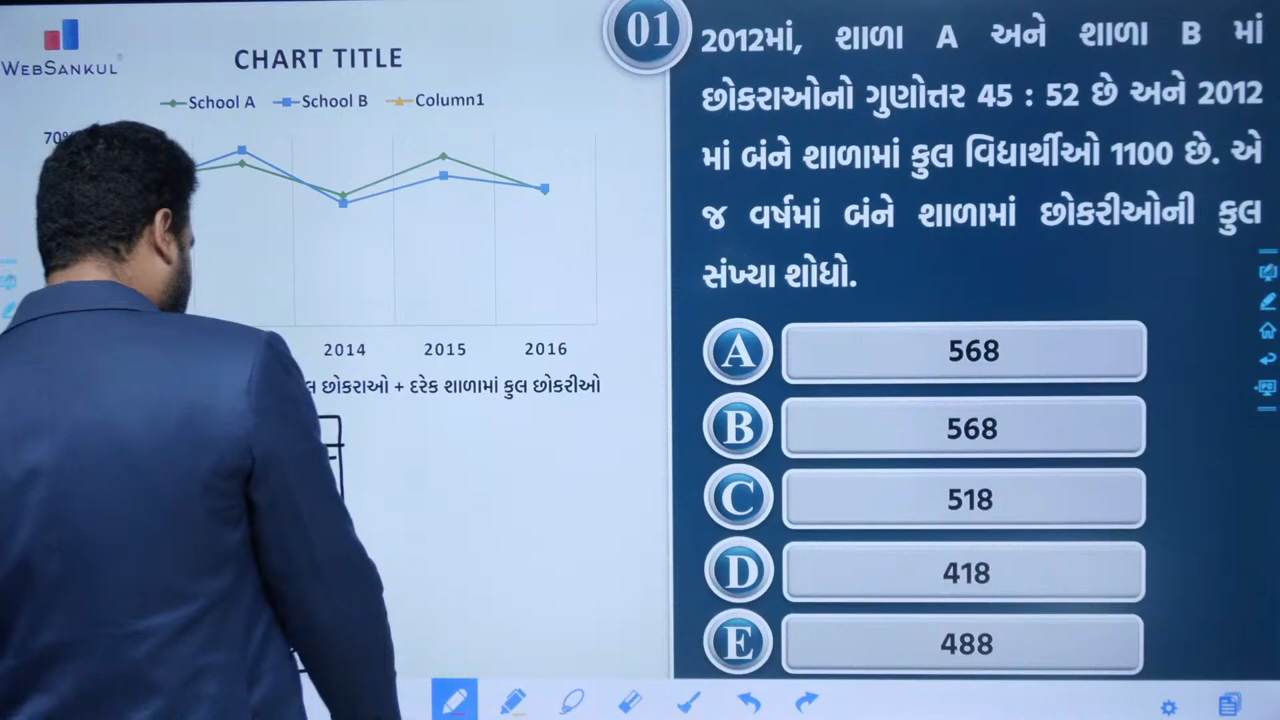 WEBSANKUL
CHART TITLE
School A School B Column1
70%
2014 2015 2016
છોકરાઓ + દરેક શાળામાં કુલ છોકરીઓ
01
2012માં, શાળા A અને શાળા B માં
છોકરાઓનો ગુણોત્તર 45 : 52 છે અને 2012
માં બંને શાળામાં કુલ વિદ્યાર્થીઓ 1100 છે. એ
જ વર્ષમાં બંને શાળામાં છોકરીઓની કુલ
સંખ્યા શોધો.
A 568
B 568
C 518
D 418
E 488